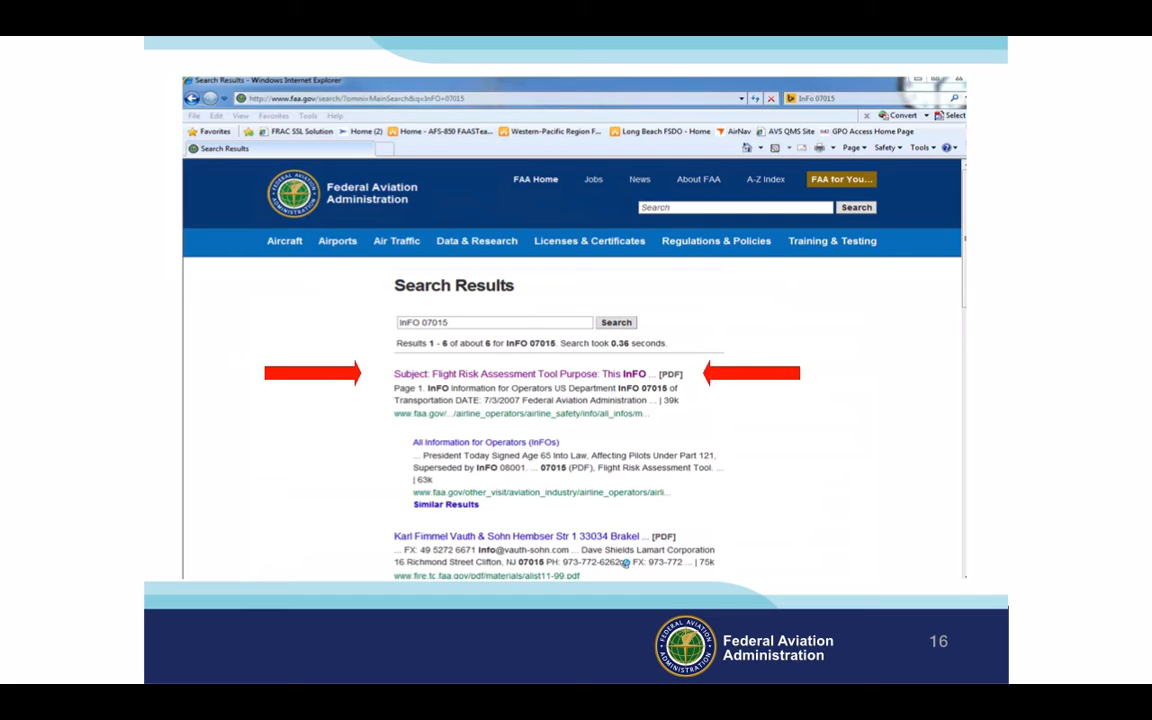 Search Results - Windows Internet Explorer
http://www.faa.gov/search/?omni=MainSearch&q=InFO+07015
InFo 07015
File Edit View Favorites Tools Help
Convert Select
Favorites FRAC SSL Solution Home (2) Home - AFS-850 FAASTea... Western-Pacific Region F... Long Beach FSDO - Home AirNav AVS QMS Site GPO Access Home Page
Search Results
Page Safety Tools
FAA Home Jobs News About FAA A-Z Index FAA for You...
Federal Aviation
Administration
Search Search
Aircraft Airports Air Traffic Data & Research Licenses & Certificates Regulations & Policies Training & Testing
Search Results
InFO 07015 Search
Results 1 - 6 of about 6 for InFO 07015. Search took 0.36 seconds.
Subject: Flight Risk Assessment Tool Purpose: This InFO ... [PDF]
Page 1. InFO Information for Operators US Department InFO 07015 of
Transportation DATE: 7/3/2007 Federal Aviation Administration ... | 39k
www.faa.gov/.../airline_operators/airline_safety/info/all_infos/m...
All Information for Operators (InFOs)
... President Today Signed Age 65 Into Law, Affecting Pilots Under Part 121,
Superseded by InFO 08001. ... 07015 (PDF), Flight Risk Assessment Tool. ...
| 63k
www.faa.gov/other_visit/aviation_industry/airline_operators/airli...
Similar Results
Karl Fimmel Vauth & Sohn Hembser Str 1 33034 Brakel ... [PDF]
... FX: 49 5272 6671 Info@vauth-sohn.com ... Dave Shields Lamart Corporation
16 Richmond Street Clifton, NJ 07015 PH: 973-772-6262 FX: 973-772 ... | 75k
www.fire.tc.faa.gov/pdf/materials/alist11-99.pdf
Federal Aviation
Administration
16